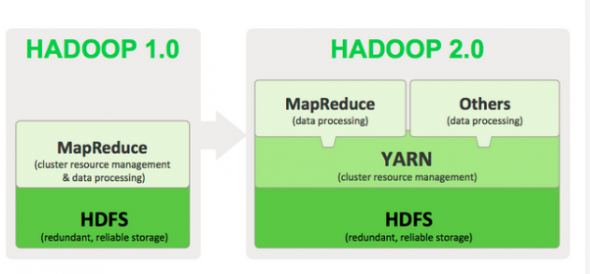 HADOOP 1.0
MapReduce
(cluster resource management
& data processing)
HDFS
(redundant, reliable storage)
HADOOP 2.0
MapReduce
(data processing)
Others
(data processing)
YARN
(cluster resource management)
HDFS
(redundant, reliable storage)